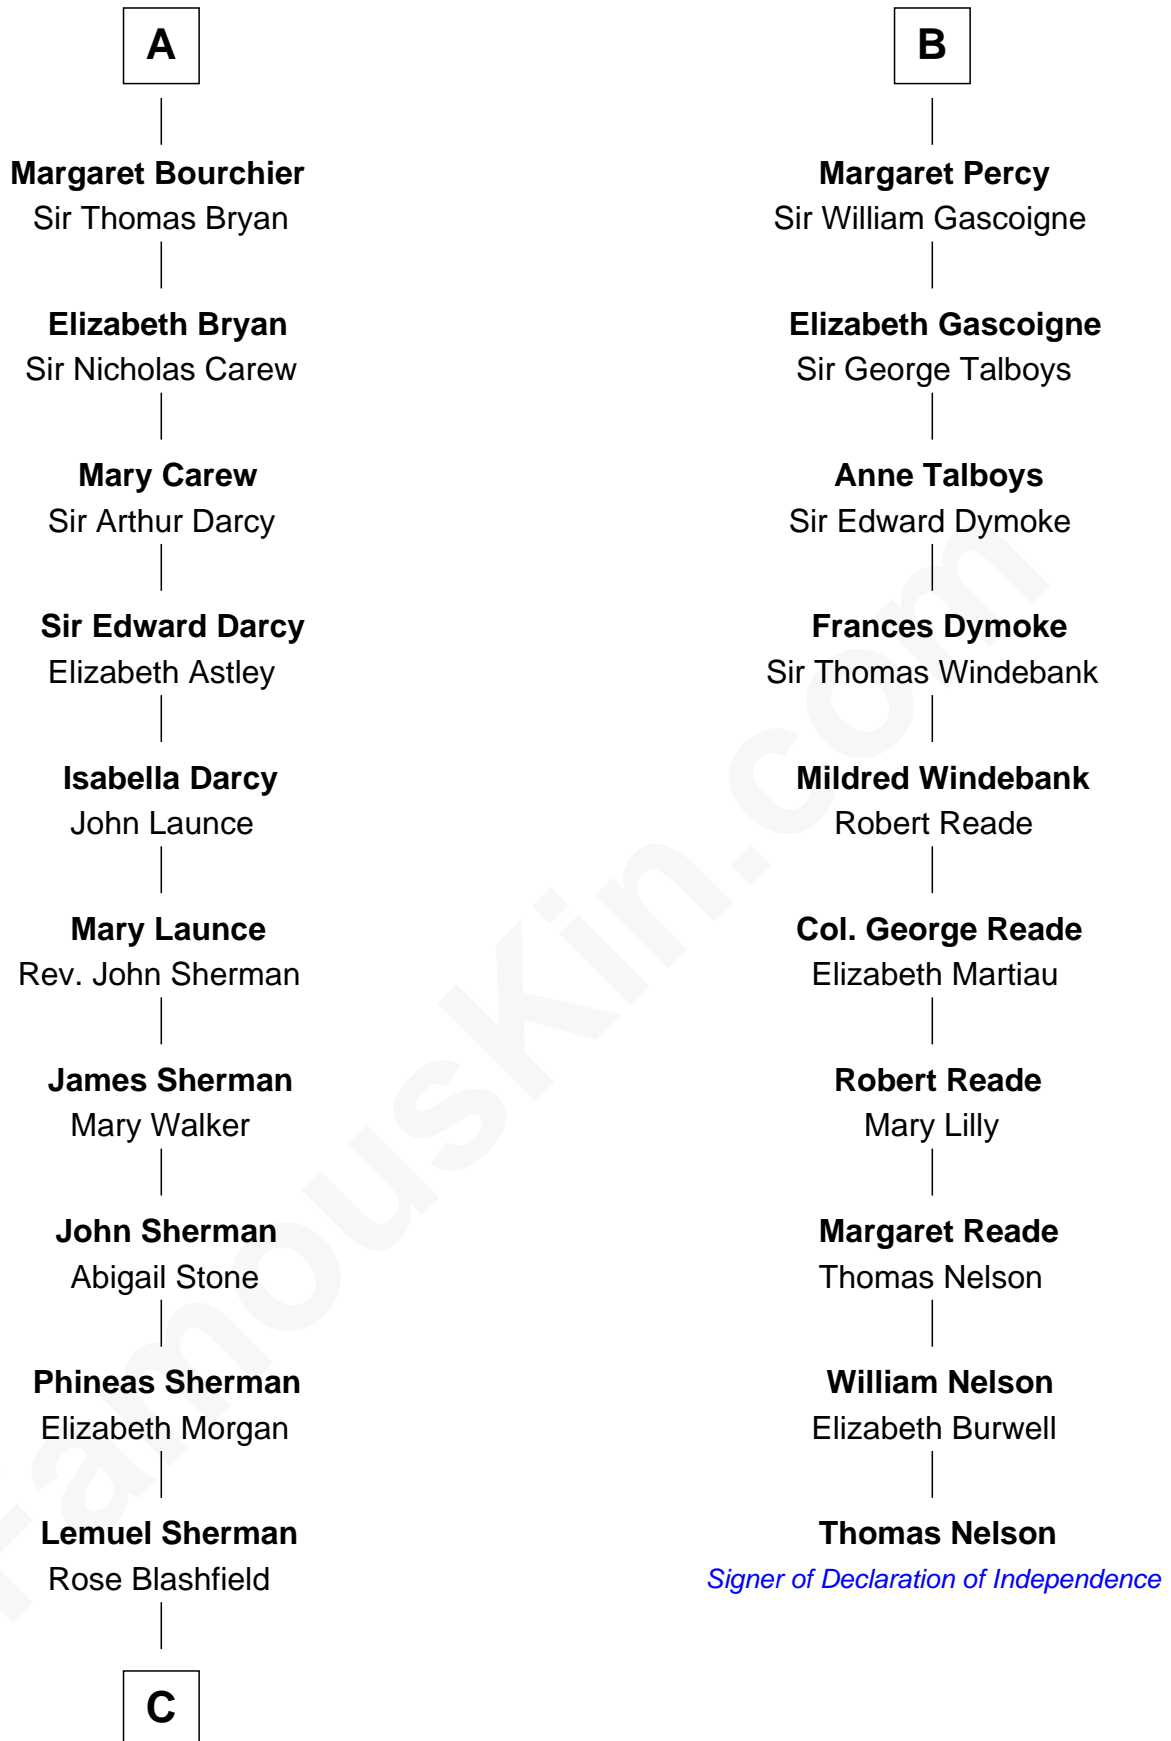 A
Margaret Bourchier
Sir Thomas Bryan
Elizabeth Bryan
Sir Nicholas Carew
Mary Carew
Sir Arthur Darcy
Sir Edward Darcy
Elizabeth Astley
Isabella Darcy
John Launce
Mary Launce
Rev. John Sherman
James Sherman
Mary Walker
John Sherman
Abigail Stone
Phineas Sherman
Elizabeth Morgan
Lemuel Sherman
Rose Blashfield
C
B
Margaret Percy
Sir William Gascoigne
Elizabeth Gascoigne
Sir George Talboys
Anne Talboys
Sir Edward Dymoke
Frances Dymoke
Sir Thomas Windebank
Mildred Windebank
Robert Reade
Col. George Reade
Elizabeth Martiau
Robert Reade
Mary Lilly
Margaret Reade
Thomas Nelson
William Nelson
Elizabeth Burwell
Thomas Nelson
Signer of Declaration of Independence
FamousKin.com